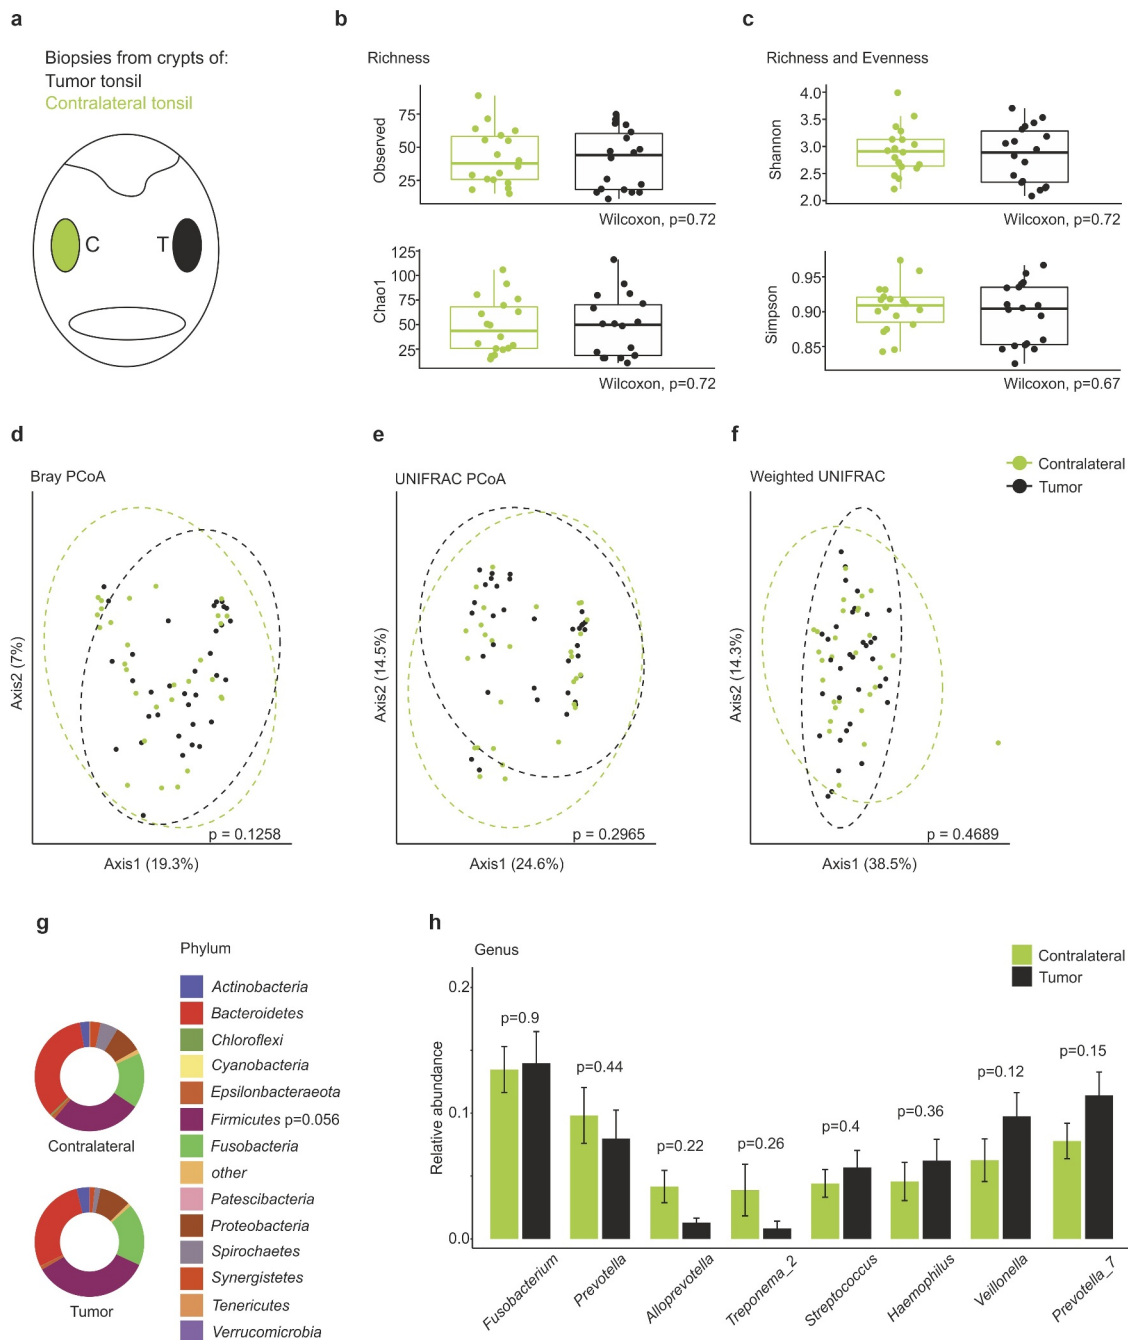 a
Biopsies from crypts of:
Tumor tonsil
Contralateral tonsil
C
T
b
Richness
Observed
75
50
25
Wilcoxon, p=0.72
Chao1
125
100
75
50
25
Wilcoxon, p=0.72
c
Richness and Evenness
Shannon
4.0
3.5
3.0
2.5
2.0
Wilcoxon, p=0.72
Simpson
0.95
0.90
0.85
Wilcoxon, p=0.67
d
Bray PCoA
Axis2 (7%)
p = 0.1258
Axis1 (19.3%)
e
UNIFRAC PCoA
Axis2 (14.5%)
p = 0.2965
Axis1 (24.6%)
f
Weighted UNIFRAC
Axis2 (14.3%)
p = 0.4689
Axis1 (38.5%)
Contralateral
Tumor
g
Contralateral
Tumor
Phylum
Actinobacteria
Bacteroidetes
Chloroflexi
Cyanobacteria
Epsilonbacteraeota
Firmicutes p=0.056
Fusobacteria
other
Patescibacteria
Proteobacteria
Spirochaetes
Synergistetes
Tenericutes
Verrucomicrobia
h
Genus
Contralateral
Tumor
Relative abundance
0.2
0.1
0.0
p=0.9
p=0.44
p=0.22
p=0.26
p=0.4
p=0.36
p=0.12
p=0.15
Fusobacterium
Prevotella
Alloprevotella
Treponema_2
Streptococcus
Haemophilus
Veillonella
Prevotella_7